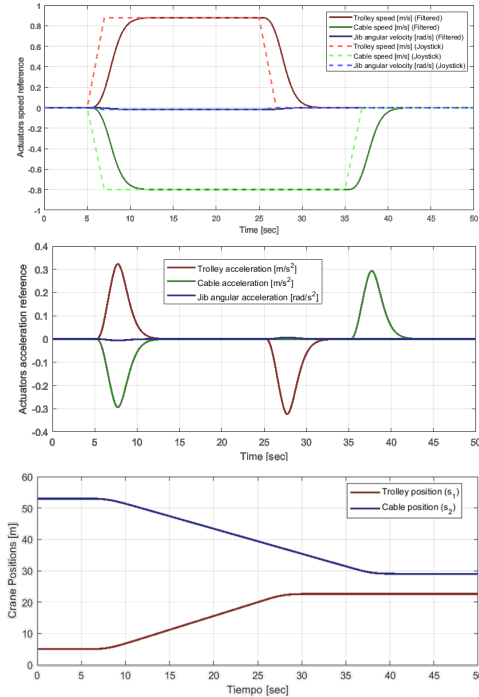 1
0.8
0.6
0.4
0.2
0
-0.2
-0.4
-0.6
-0.8
-1
Actuators speed reference
Trolley speed [m/s] (Filtered)
Cable speed [m/s] (Filtered)
Jib angular velocity [rad/s] (Filtered)
Trolley speed [m/s] (Joystick)
Cable speed [m/s] (Joystick)
Jib angular velocity [rad/s] (Joystick)
0 5 10 15 20 25 30 35 40 45 50
Time [sec]
0.4
0.3
0.2
0.1
0
-0.1
-0.2
-0.3
-0.4
Actuators acceleration reference
Trolley acceleration [m/s²]
Cable acceleration [m/s²]
Jib angular acceleration [rad/s²]
0 5 10 15 20 25 30 35 40 45 50
Time [sec]
60
50
40
30
20
10
0
Crane Positions [m]
Trolley position (s₁)
Cable position (s₂)
0 5 10 15 20 25 30 35 40 45 50
Tiempo [sec]